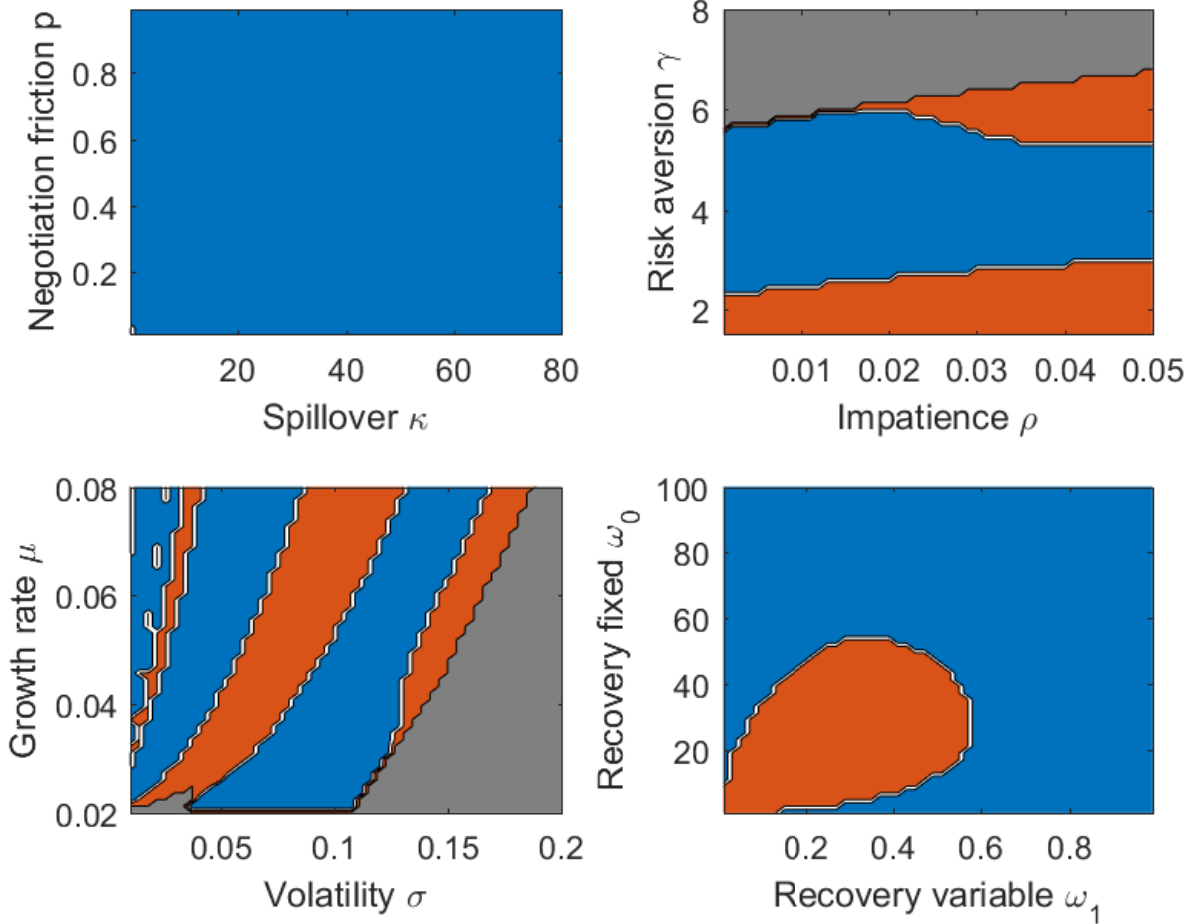 Negotiation friction p
0.8
0.6
0.4
0.2
20 40 60 80
Spillover κ
Risk aversion γ
8
6
4
2
0.01 0.02 0.03 0.04 0.05
Impatience ρ
Growth rate μ
0.08
0.06
0.04
0.02
0.05 0.1 0.15 0.2
Volatility σ
Recovery fixed ω₀
100
80
60
40
20
0.2 0.4 0.6 0.8
Recovery variable ω₁